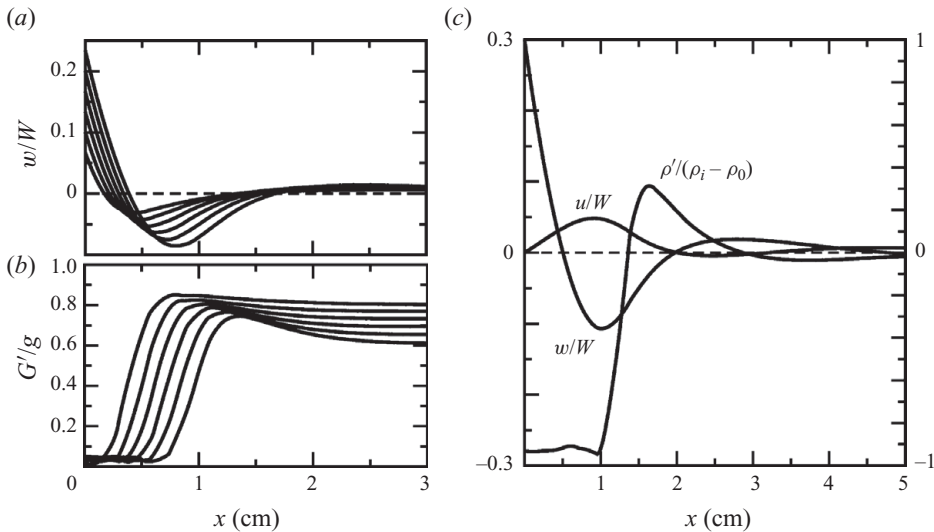 (a)
0.2
0.1
0
w/W
(b)
1.0
0.8
0.6
0.4
0.2
G′/g
0 1 2 3
x (cm)
(c)
0.3
0
−0.3
1
0
−1
ρ′/(ρi − ρ0)
u/W
w/W
1 2 3 4 5
x (cm)